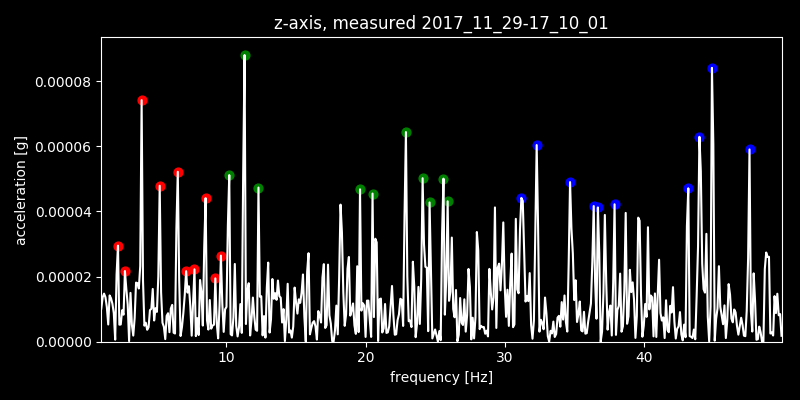 z-axis, measured 2017_11_29-17_10_01
0.00008
0.00006
0.00004
0.00002
0.00000
acceleration [g]
10 20 30 40
frequency [Hz]